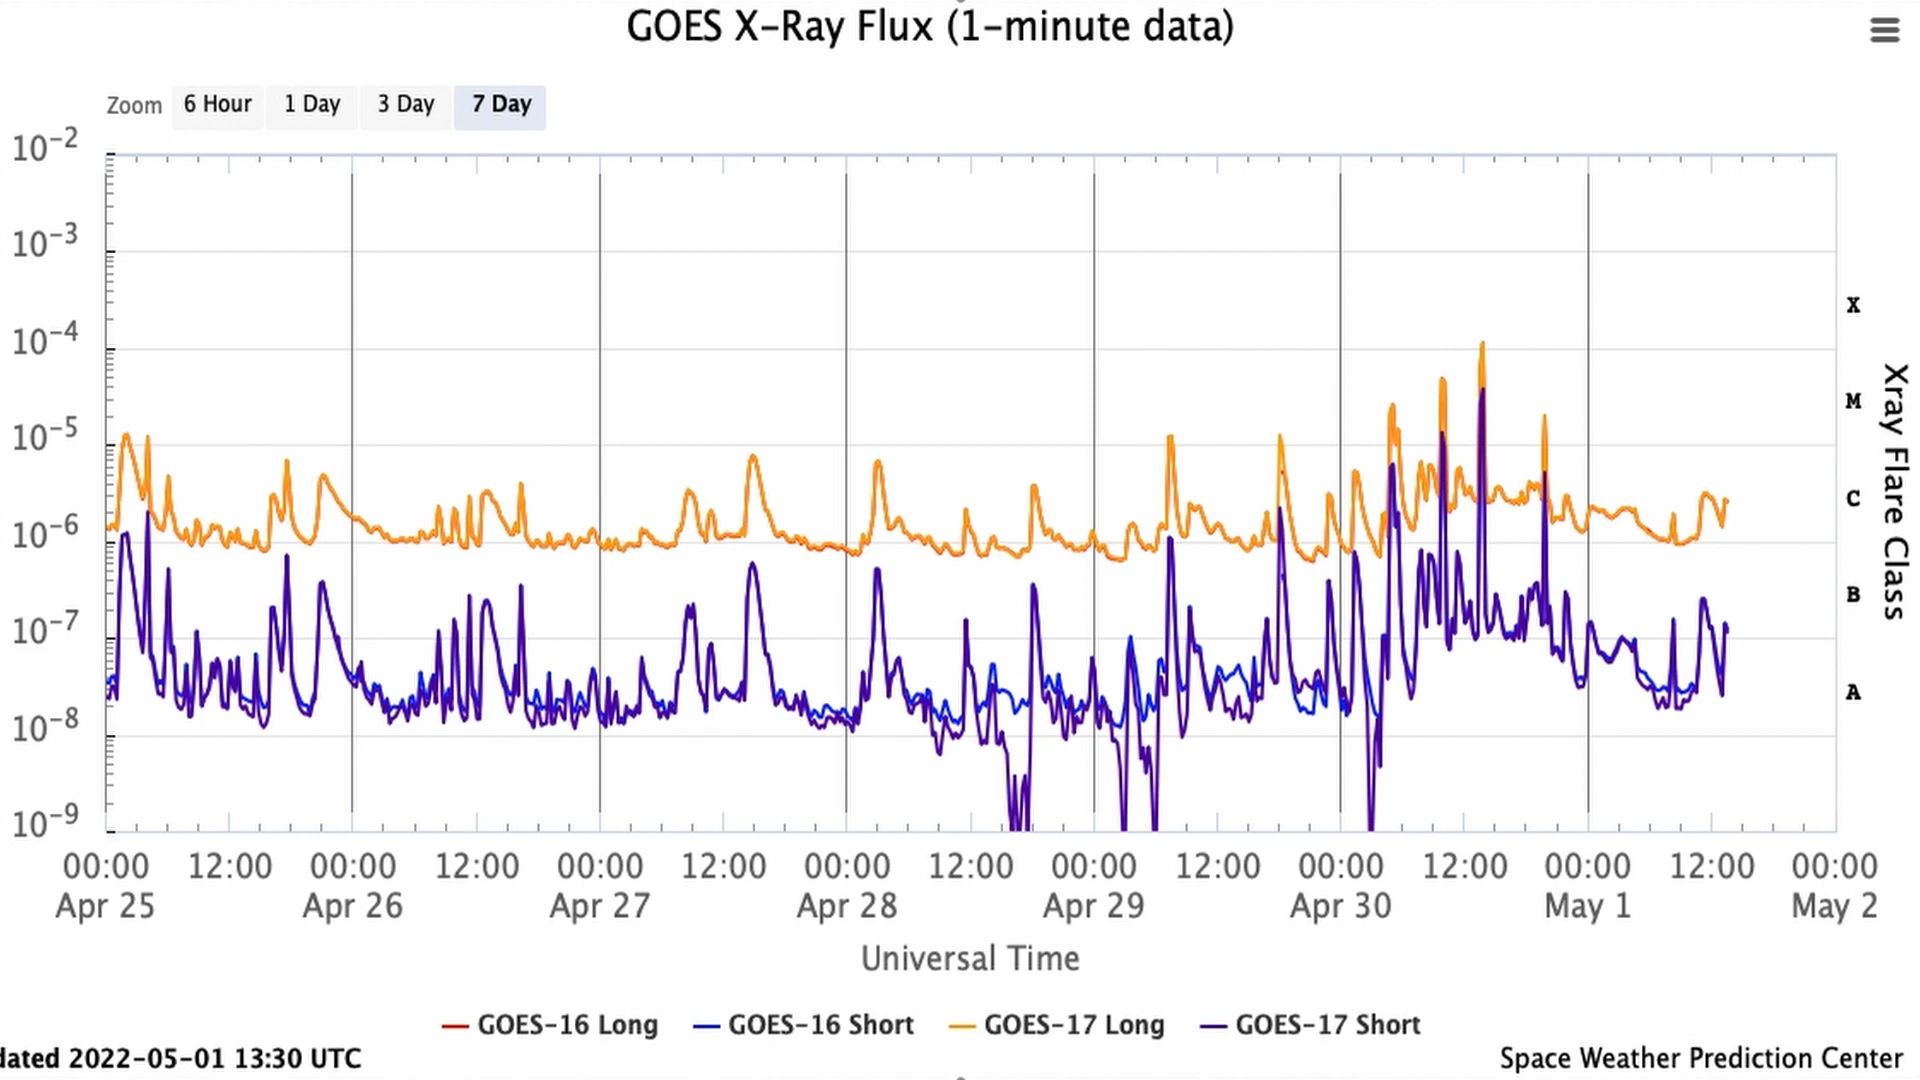 GOES X-Ray Flux (1-minute data)
Zoom 6 Hour 1 Day 3 Day 7 Day
10-2
10-3
10-4
10-5
10-6
10-7
10-8
10-9
X
M
C
B
A
Xray Flare Class
00:00 12:00 00:00 12:00 00:00 12:00 00:00 12:00 00:00 12:00 00:00 12:00 00:00 12:00 00:00
Apr 25 Apr 26 Apr 27 Apr 28 Apr 29 Apr 30 May 1 May 2
Universal Time
GOES-16 Long GOES-16 Short GOES-17 Long GOES-17 Short
dated 2022-05-01 13:30 UTC
Space Weather Prediction Center